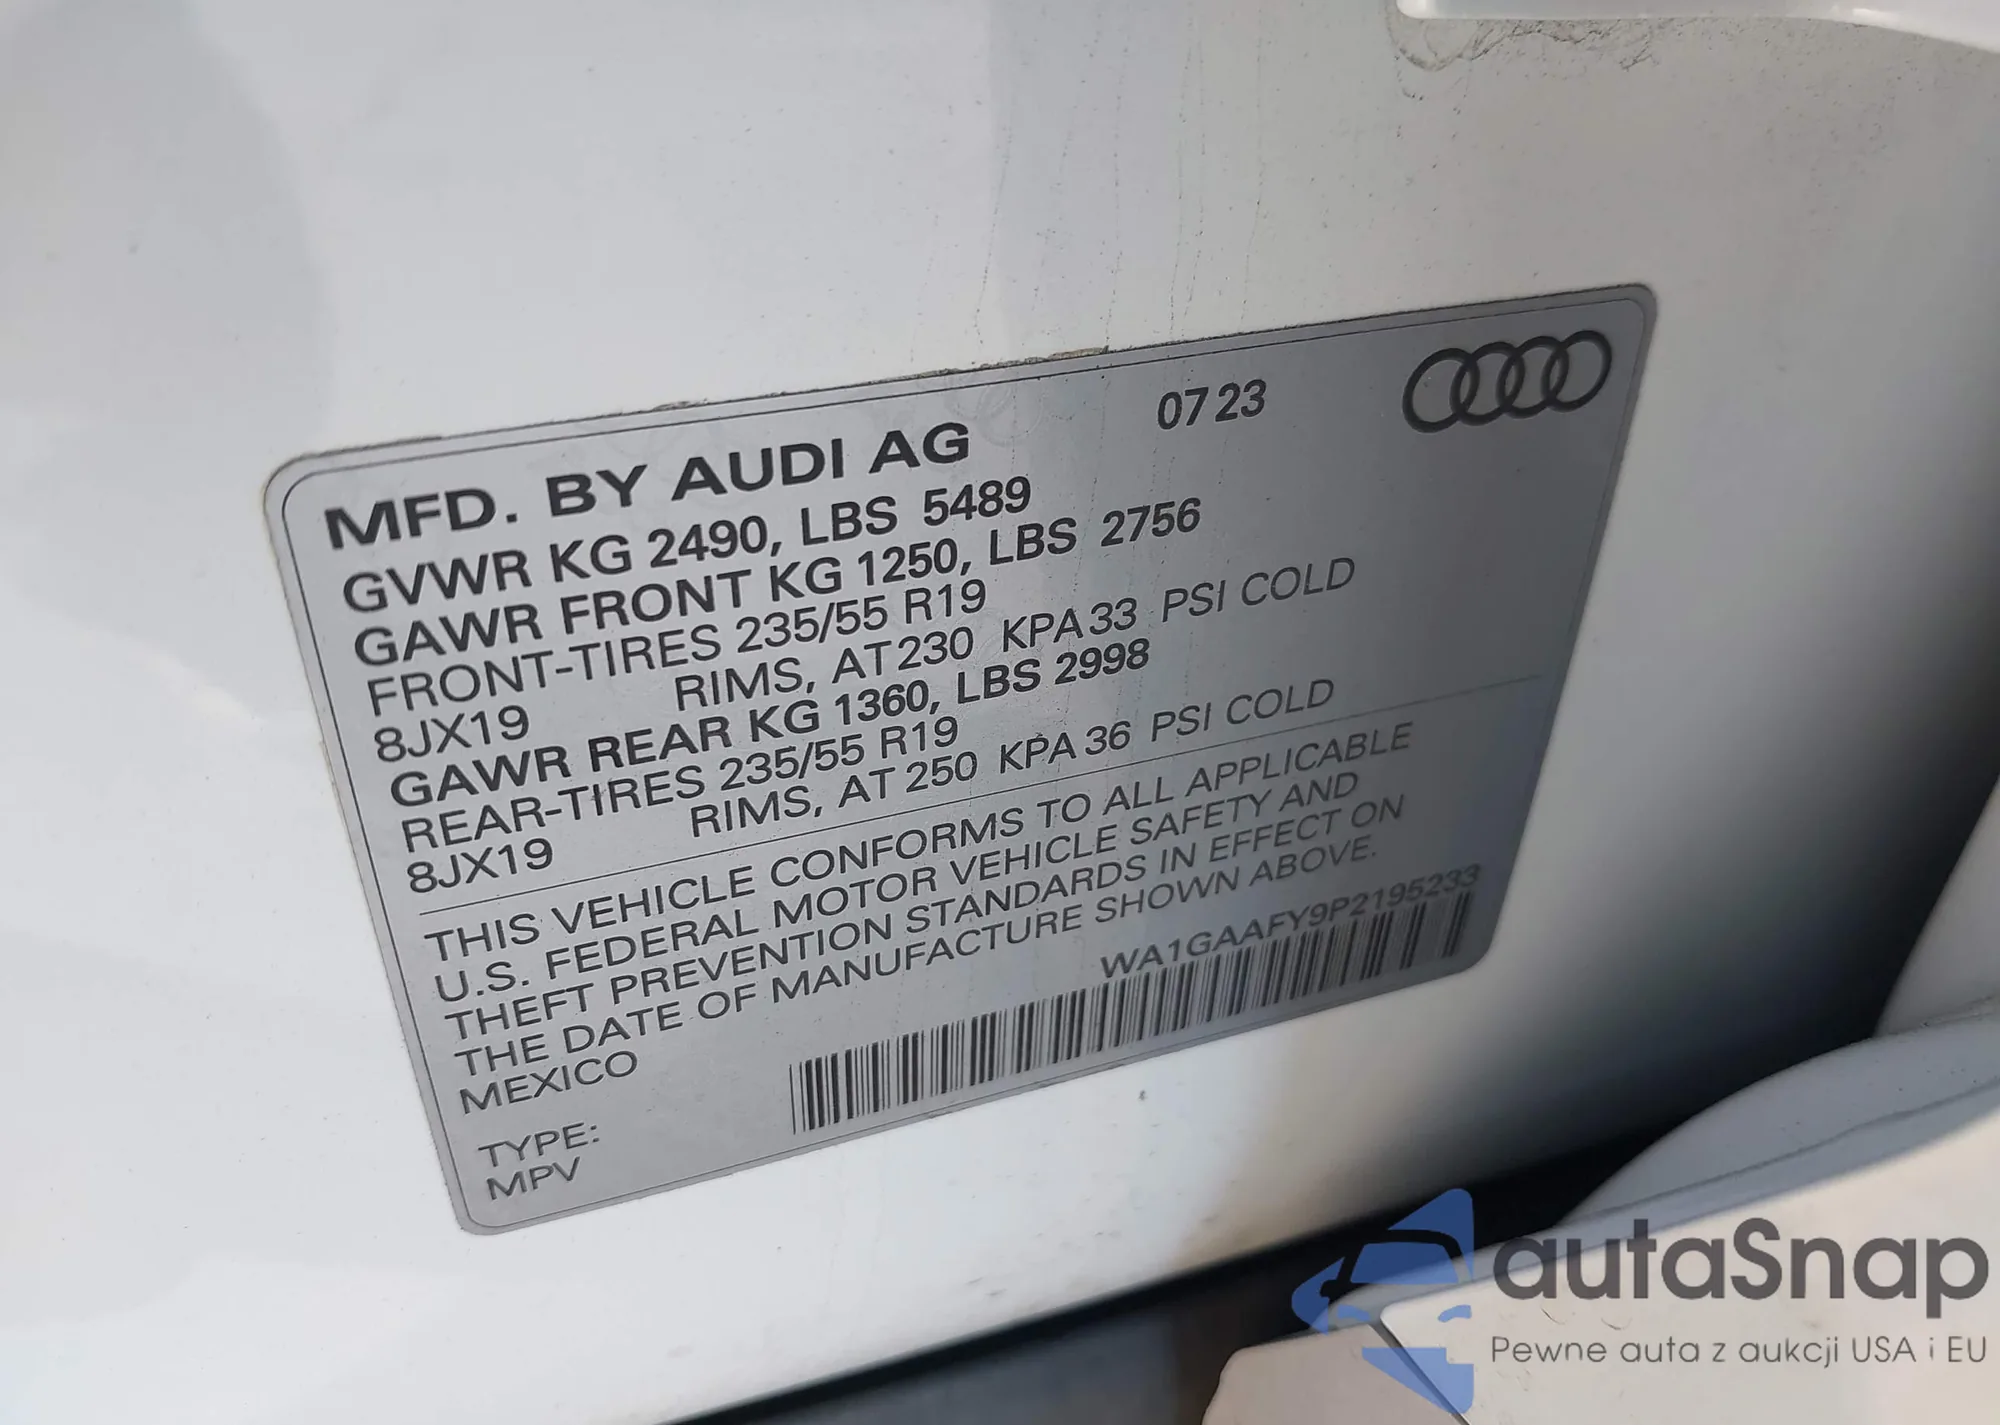 MFD. BY AUDI AG 07 23
GVWR KG 2490, LBS 5489
GAWR FRONT KG 1250, LBS 2756
FRONT-TIRES 235/55 R19
8JX19 RIMS, AT 230 KPA 33 PSI COLD
GAWR REAR KG 1360, LBS 2998
REAR-TIRES 235/55 R19
8JX19 RIMS, AT 250 KPA 36 PSI COLD
THIS VEHICLE CONFORMS TO ALL APPLICABLE
U.S. FEDERAL MOTOR VEHICLE SAFETY AND
THEFT PREVENTION STANDARDS IN EFFECT ON
THE DATE OF MANUFACTURE SHOWN ABOVE.
MEXICO WA1GAAFY9P2195233
TYPE:
MPV
autaSnap
Pewne auta z aukcji USA i EU